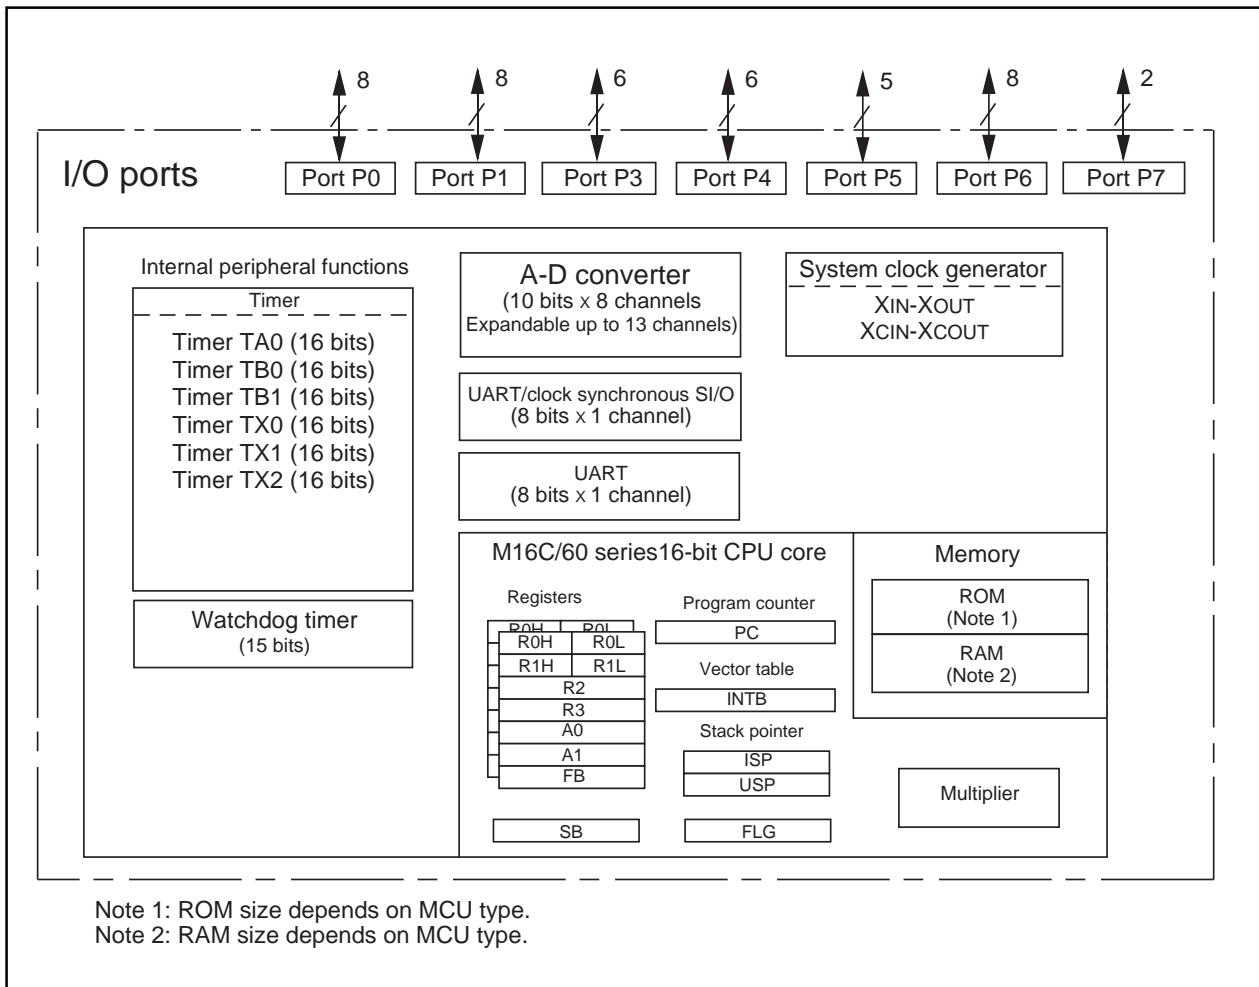 8 8 6 6 5 8 2
I/O ports
Port P0 Port P1 Port P3 Port P4 Port P5 Port P6 Port P7
Internal peripheral functions
Timer
Timer TA0 (16 bits)
Timer TB0 (16 bits)
Timer TB1 (16 bits)
Timer TX0 (16 bits)
Timer TX1 (16 bits)
Timer TX2 (16 bits)
Watchdog timer
(15 bits)
A-D converter
(10 bits x 8 channels
Expandable up to 13 channels)
UART/clock synchronous SI/O
(8 bits x 1 channel)
UART
(8 bits x 1 channel)
System clock generator
XIN-XOUT
XCIN-XCOUT
M16C/60 series16-bit CPU core
Registers
R0H R0L
R0H R0L
R1H R1L
R2
R3
A0
A1
FB
SB
Program counter
PC
Vector table
INTB
Stack pointer
ISP
USP
FLG
Memory
ROM
(Note 1)
RAM
(Note 2)
Multiplier
Note 1: ROM size depends on MCU type.
Note 2: RAM size depends on MCU type.